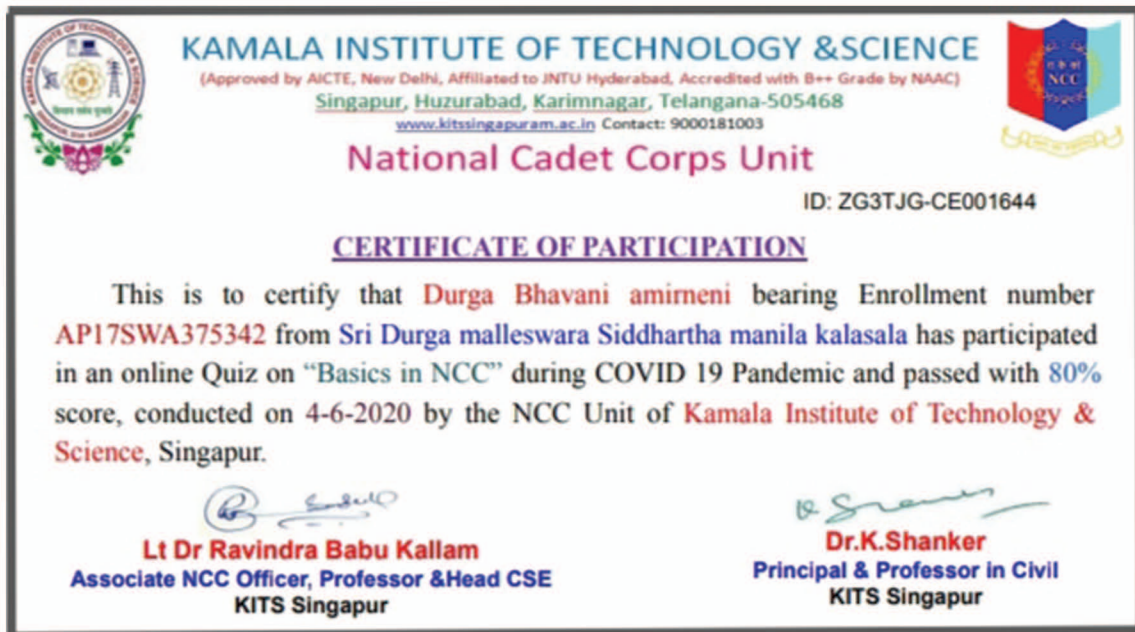 KAMALA INSTITUTE OF TECHNOLOGY &SCIENCE
(Approved by AICTE, New Delhi, Affiliated to JNTU Hyderabad, Accredited with B++ Grade by NAAC)
Singapur, Huzurabad, Karimnagar, Telangana-505468
www.kitssingapuram.ac.in Contact: 9000181003
National Cadet Corps Unit
NCC
ID: ZG3TJG-CE001644
CERTIFICATE OF PARTICIPATION
This is to certify that Durga Bhavani amirneni bearing Enrollment number
AP17SWA375342 from Sri Durga malleswara Siddhartha manila kalasala has participated
in an online Quiz on “Basics in NCC” during COVID 19 Pandemic and passed with 80%
score, conducted on 4-6-2020 by the NCC Unit of Kamala Institute of Technology &
Science, Singapur.
Lt Dr Ravindra Babu Kallam
Associate NCC Officer, Professor &Head CSE
KITS Singapur
Dr.K.Shanker
Principal & Professor in Civil
KITS Singapur